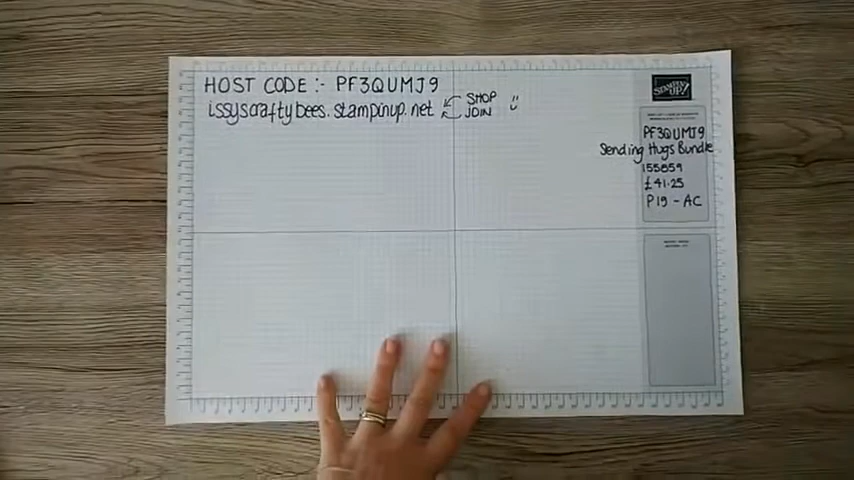 HOST CODE :- PF3QUMJ9
issyscraftybees.stampinup.net
SHOP
JOIN
STAMPIN' UP!
PF3QUMJ9
Sending Hugs Bundle
155859
£41.25
P19 - AC